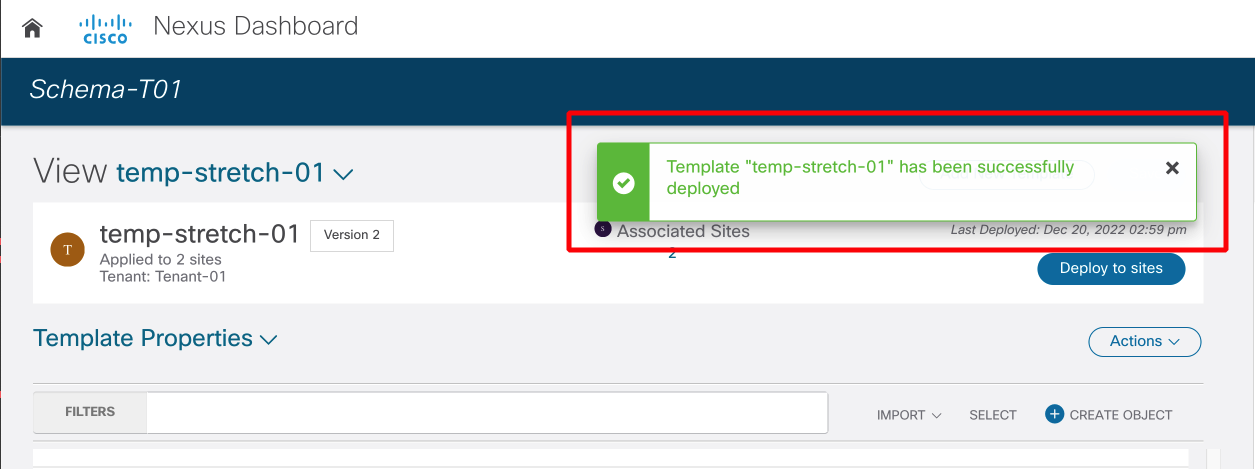 CISCO Nexus Dashboard
Schema-T01
View temp-stretch-01
Template "temp-stretch-01" has been successfully
deployed
T
temp-stretch-01 Version 2
Applied to 2 sites
Tenant: Tenant-01
S Associated Sites
2
Last Deployed: Dec 20, 2022 02:59 pm
Deploy to sites
Template Properties
Actions
FILTERS
IMPORT SELECT CREATE OBJECT